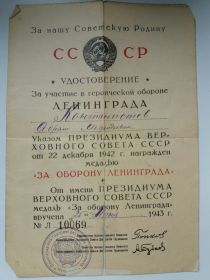 За нашу Советскую Родину
СС СР
УДОСТОВЕРЕНИЕ
За участие в героической обороне
ЛЕНИНГРАДА
Указом ПРЕЗИДИУМА ВЕР-
ХОВНОГО СОВЕТА СССР
от 22 декабря 1942 г. награжден
медалью
«ЗА ОБОРОНУ ЛЕНИНГРАДА»
От имени ПРЕЗИДИУМА
ВЕРХОВНОГО СОВЕТА СССР
медаль «За оборону Ленинграда»
вручена 1943 г.
№ Л 10069